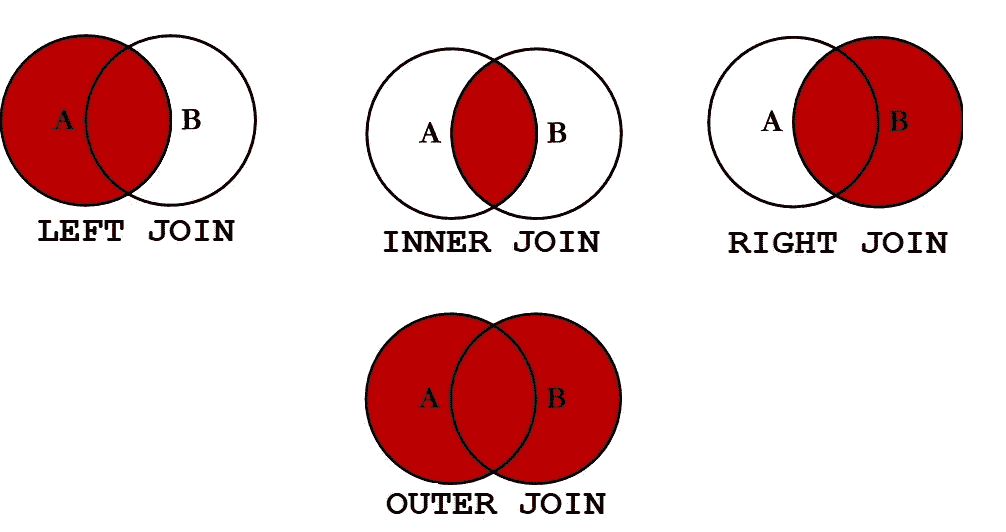 A B
LEFT JOIN
A B
INNER JOIN
A B
RIGHT JOIN
A B
OUTER JOIN